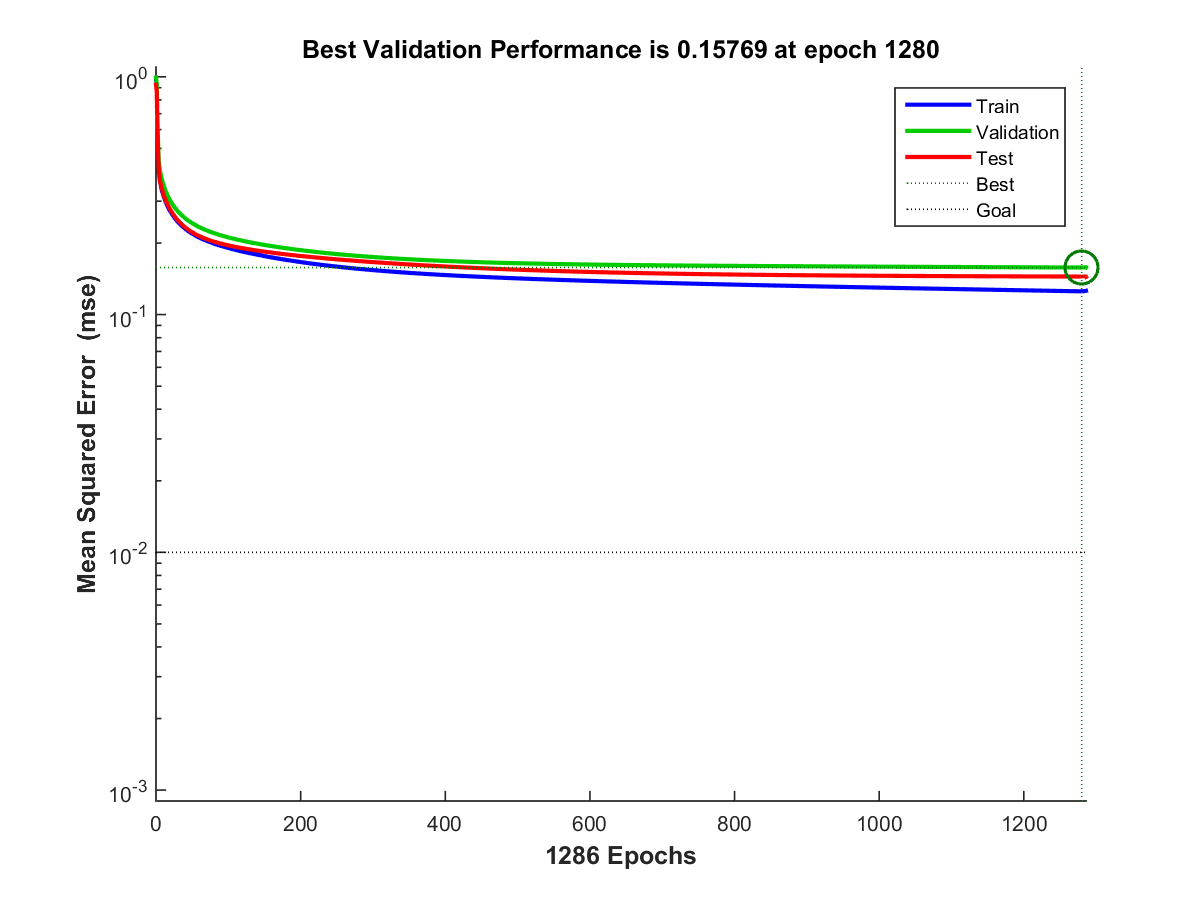 Best Validation Performance is 0.15769 at epoch 1280
10^0
10^-1
10^-2
10^-3
Mean Squared Error (mse)
Train
Validation
Test
Best
Goal
0 200 400 600 800 1000 1200
1286 Epochs